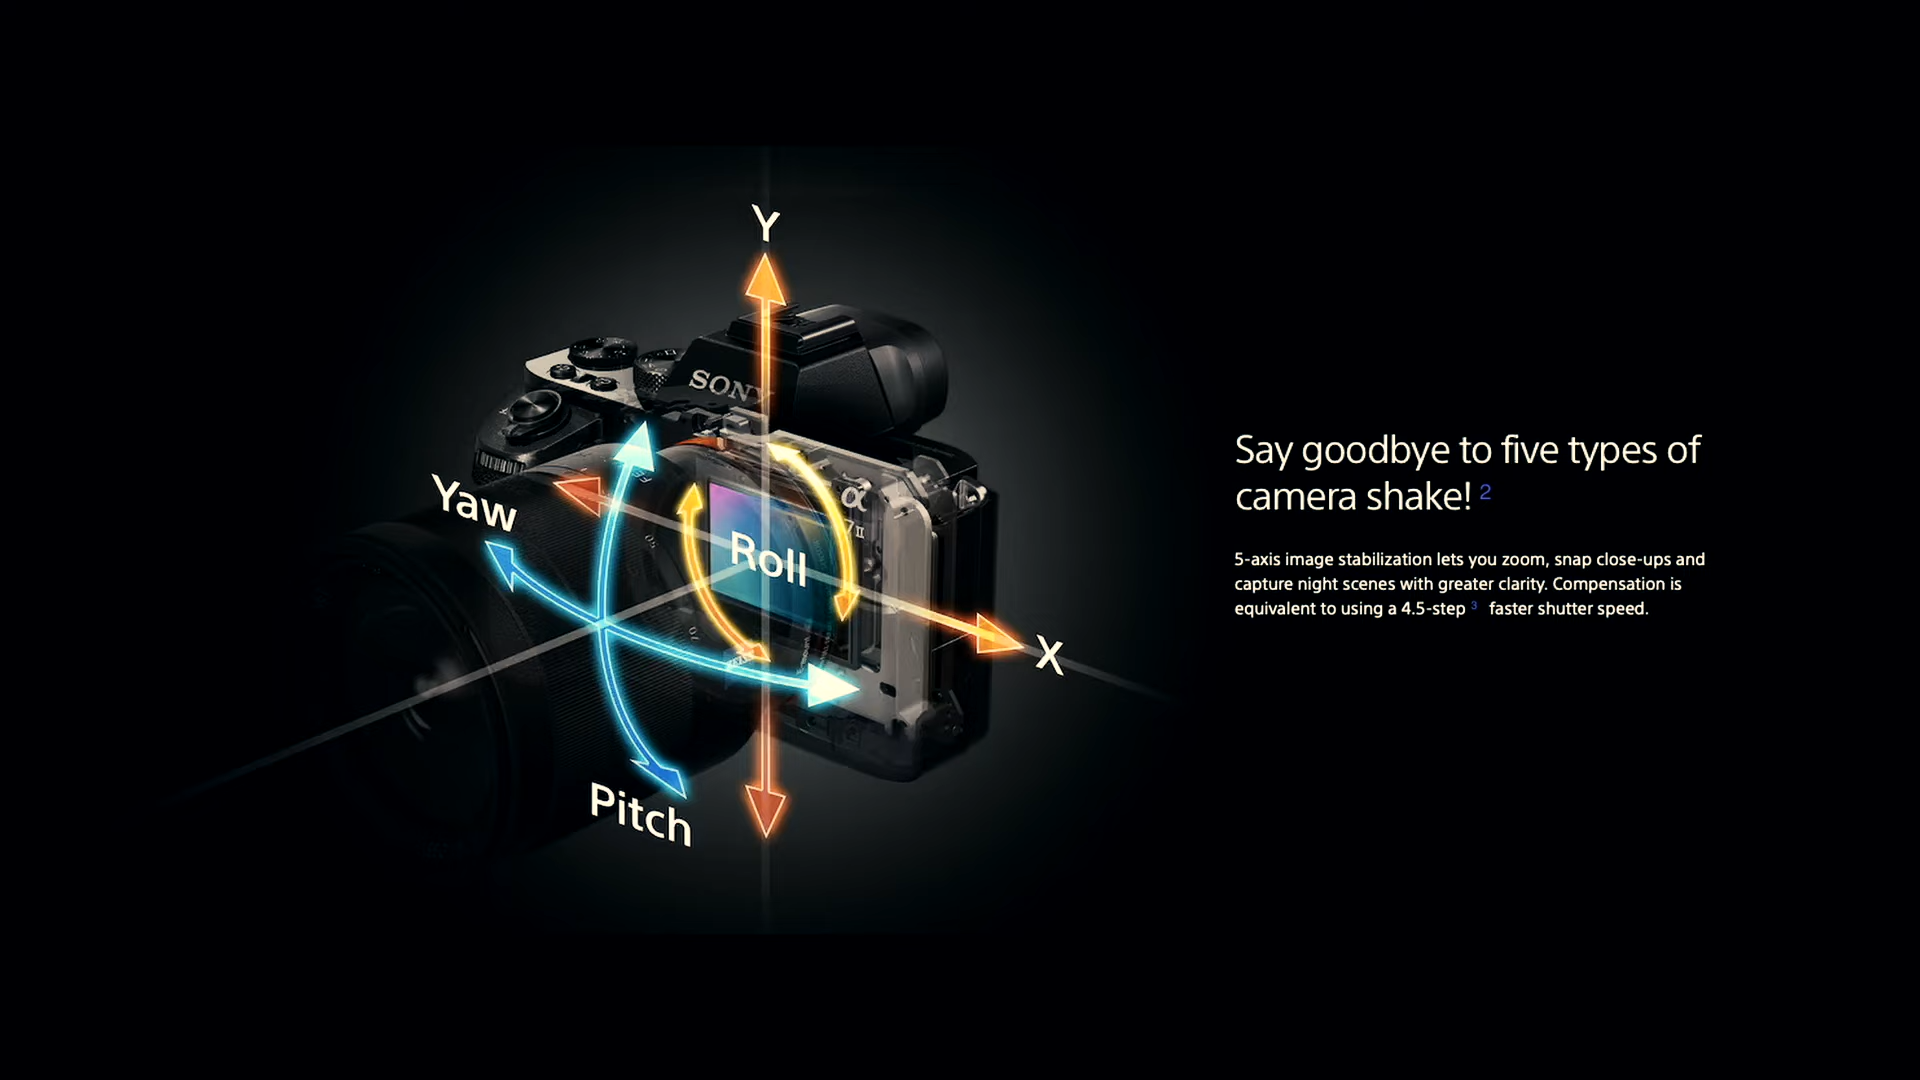 Y
SONY
Yaw
α
7II
Roll
X
Pitch
Say goodbye to five types of
camera shake! 2
5-axis image stabilization lets you zoom, snap close-ups and
capture night scenes with greater clarity. Compensation is
equivalent to using a 4.5-step 3 faster shutter speed.